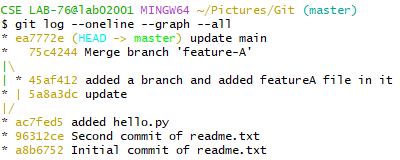 CSE LAB-76@lab02001 MINGW64 ~/Pictures/Git (master)
$ git log --oneline --graph --all
* ea7772e (HEAD -> master) update main
*   75c4244 Merge branch 'feature-A'
|\
| * 45af412 added a branch and added featureA file in it
* | 5a8a3dc update
|/
* ac7fed5 added hello.py
* 96312ce Second commit of readme.txt
* a8b6752 Initial commit of readme.txt